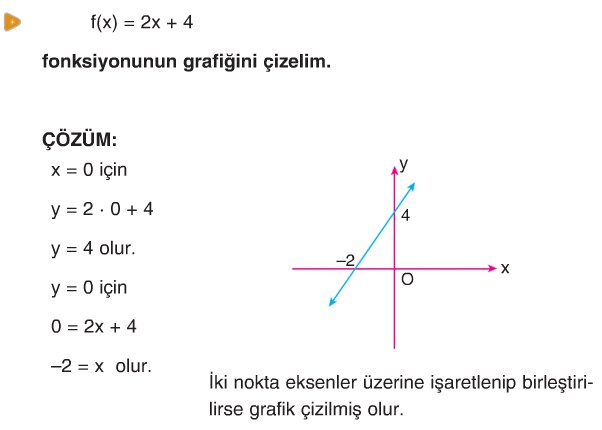 f(x) = 2x + 4
fonksiyonunun grafiğini çizelim.
ÇÖZÜM:
x = 0 için
y = 2 · 0 + 4
y = 4 olur.
y = 0 için
0 = 2x + 4
–2 = x olur.
y
4
–2
x
O
İki nokta eksenler üzerine işaretlenip birleştiri-
lirse grafik çizilmiş olur.